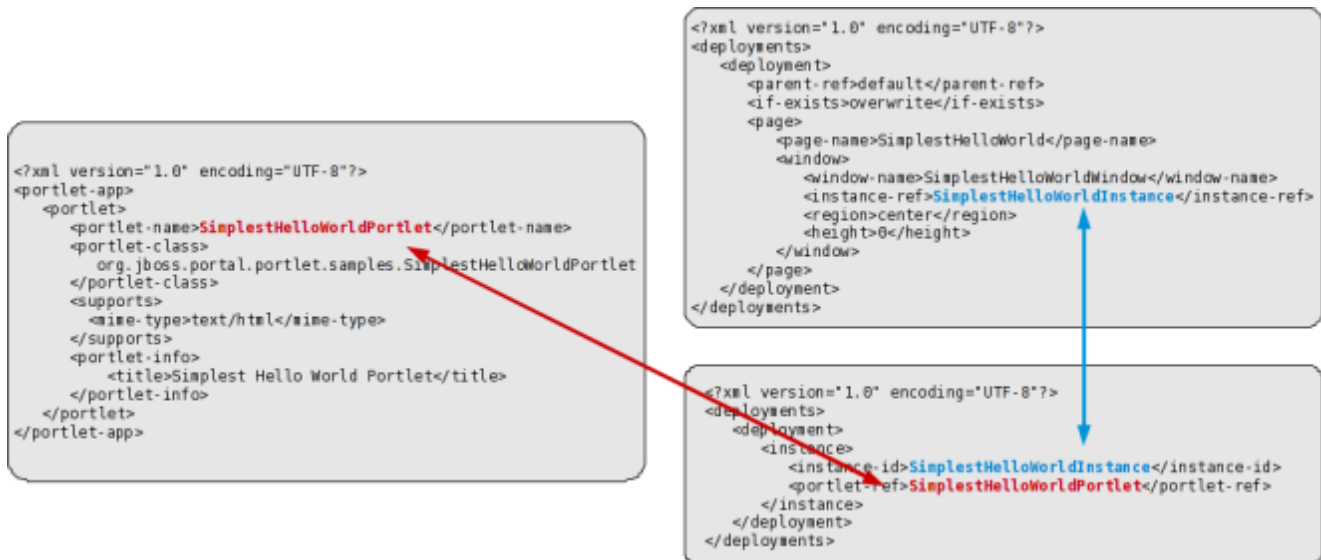 <?xml version="1.0" encoding="UTF-8"?>
<portlet-app>
<portlet>
<portlet-name>SimplestHelloWorldPortlet</portlet-name>
<portlet-class>
org.jboss.portal.portlet.samples.SimplestHelloWorldPortlet
</portlet-class>
<supports>
<mime-type>text/html</mime-type>
</supports>
<portlet-info>
<title>Simplest Hello World Portlet</title>
</portlet-info>
</portlet>
</portlet-app>
<?xml version="1.0" encoding="UTF-8"?>
<deployments>
<deployment>
<parent-ref>default</parent-ref>
<if-exists>overwrite</if-exists>
<page>
<page-name>SimplestHelloWorld</page-name>
<window>
<window-name>SimplestHelloWorldWindow</window-name>
<instance-ref>SimplestHelloWorldInstance</instance-ref>
<region>center</region>
<height>0</height>
</window>
</page>
</deployment>
</deployments>
<?xml version="1.0" encoding="UTF-8"?>
<deployments>
<deployment>
<instance>
<instance-id>SimplestHelloWorldInstance</instance-id>
<portlet-ref>SimplestHelloWorldPortlet</portlet-ref>
</instance>
</deployment>
</deployments>